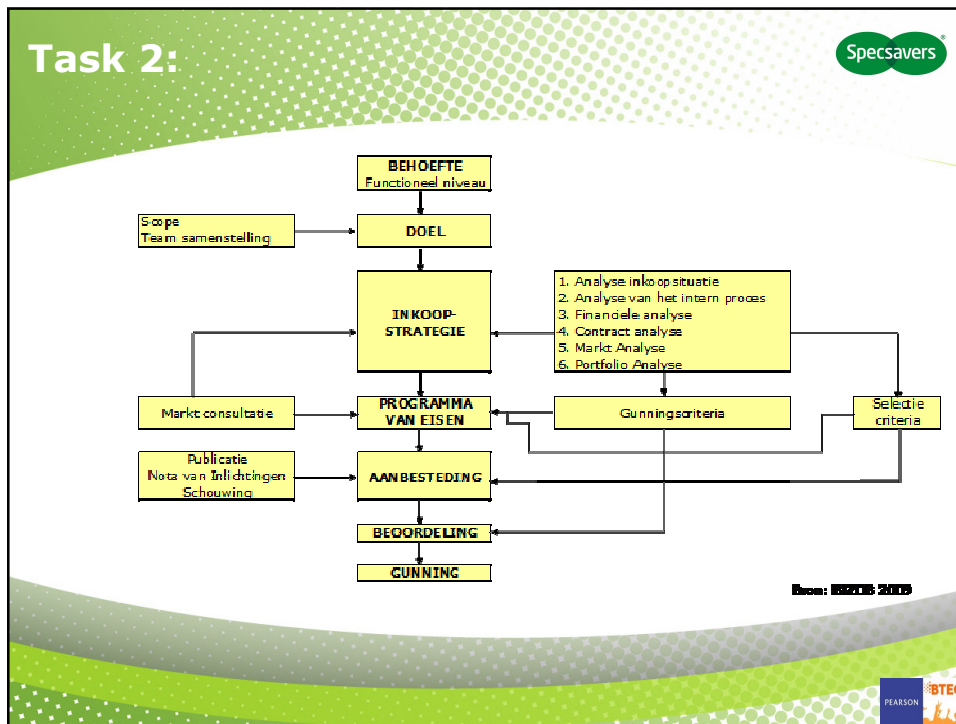 Task 2:
Specsavers
BEHOEFTE
Functioneel niveau
Scope
Team samenstelling
DOEL
INKOOP-
STRATEGIE
1. Analyse inkoopsituatie
2. Analyse van het intern proces
3. Financiele analyse
4. Contract analyse
5. Markt Analyse
6. Portfolio Analyse
Markt consultatie
PROGRAMMA
VAN EISEN
Gunningscriteria
Selectie
criteria
Publicatie
Nota van Inlichtingen
Schouwing
AANBESTEDING
BEOORDELING
GUNNING
Bron: 2009
PEARSON
BTEC